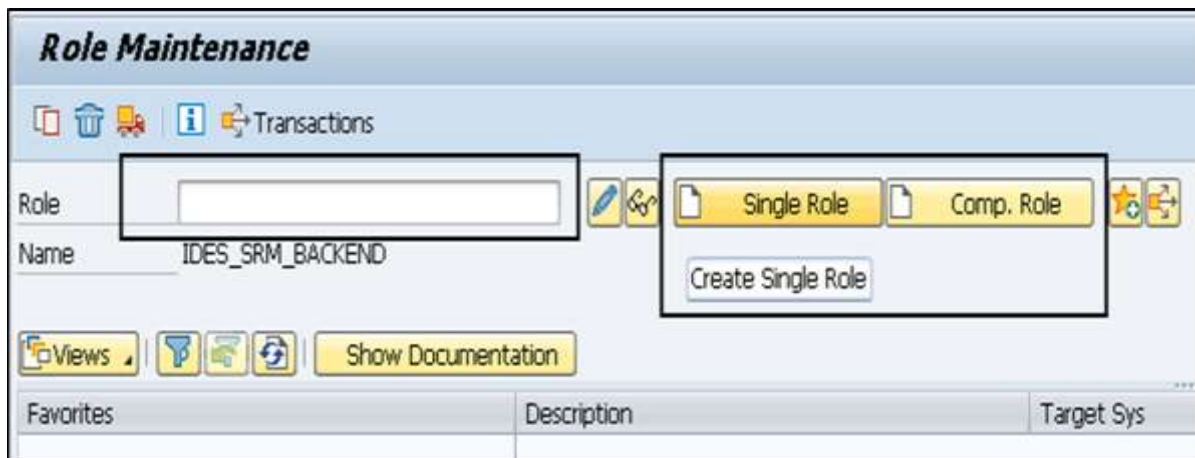 Role Maintenance
Transactions
Role Single Role Comp. Role
Name IDES_SRM_BACKEND
Create Single Role
Views Show Documentation
Favorites Description Target Sys